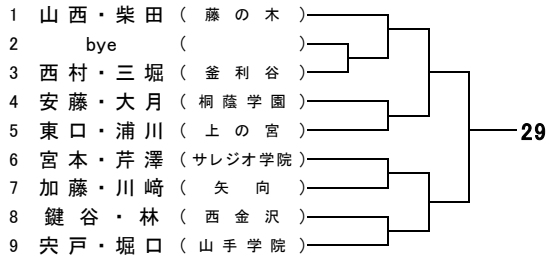 1 山西・柴田 (藤の木)
2 bye ( )
3 西村・三堀 (釜利谷)
4 安藤・大月 (桐蔭学園)
5 東口・浦川 (上の宮)
6 宮本・芹澤 (サレジオ学院)
7 加藤・川﨑 (矢向)
8 鍵谷・林 (西金沢)
9 宍戸・堀口 (山手学院)
29